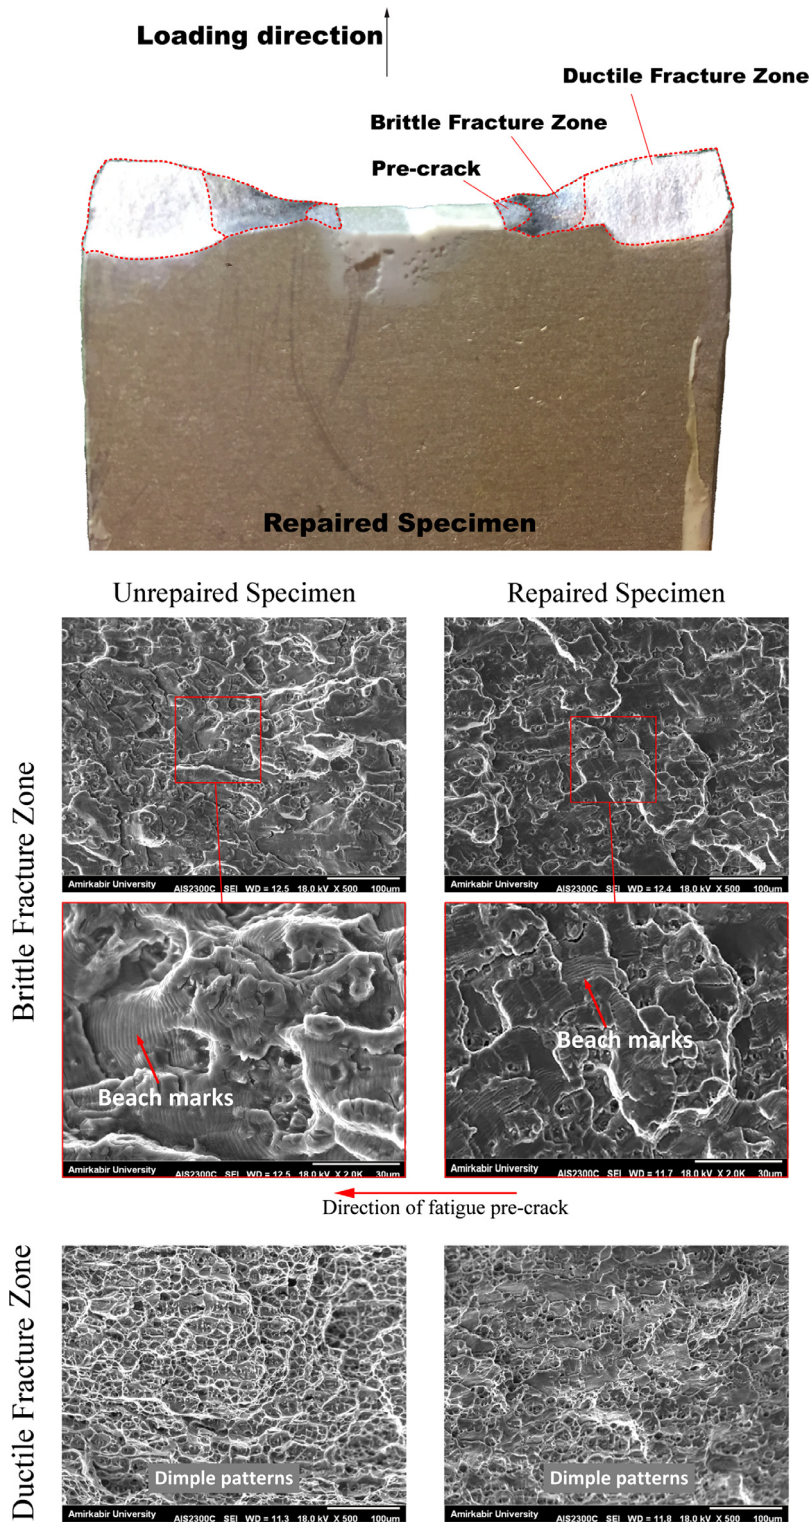 Loading direction
Ductile Fracture Zone
Brittle Fracture Zone
Pre-crack
Repaired Specimen
Unrepaired Specimen
Repaired Specimen
Brittle Fracture Zone
Amirkabir University AIS2300C SEI WD = 12.5 18.0 kV X 500 100um
Amirkabir University AIS2300C SEI WD = 12.4 18.0 kV X 500 100um
Beach marks
Beach marks
Amirkabir University AIS2300C SEI WD = 12.5 18.0 kV X 2.0K 30um
Amirkabir University AIS2300C SEI WD = 11.7 18.0 kV X 2.0K 30um
Direction of fatigue pre-crack
Ductile Fracture Zone
Dimple patterns
Dimple patterns
Amirkabir University AIS2300C SEI WD = 11.3 18.0 kV X 500 100um
Amirkabir University AIS2300C SEI WD = 11.8 18.0 kV X 500 100um